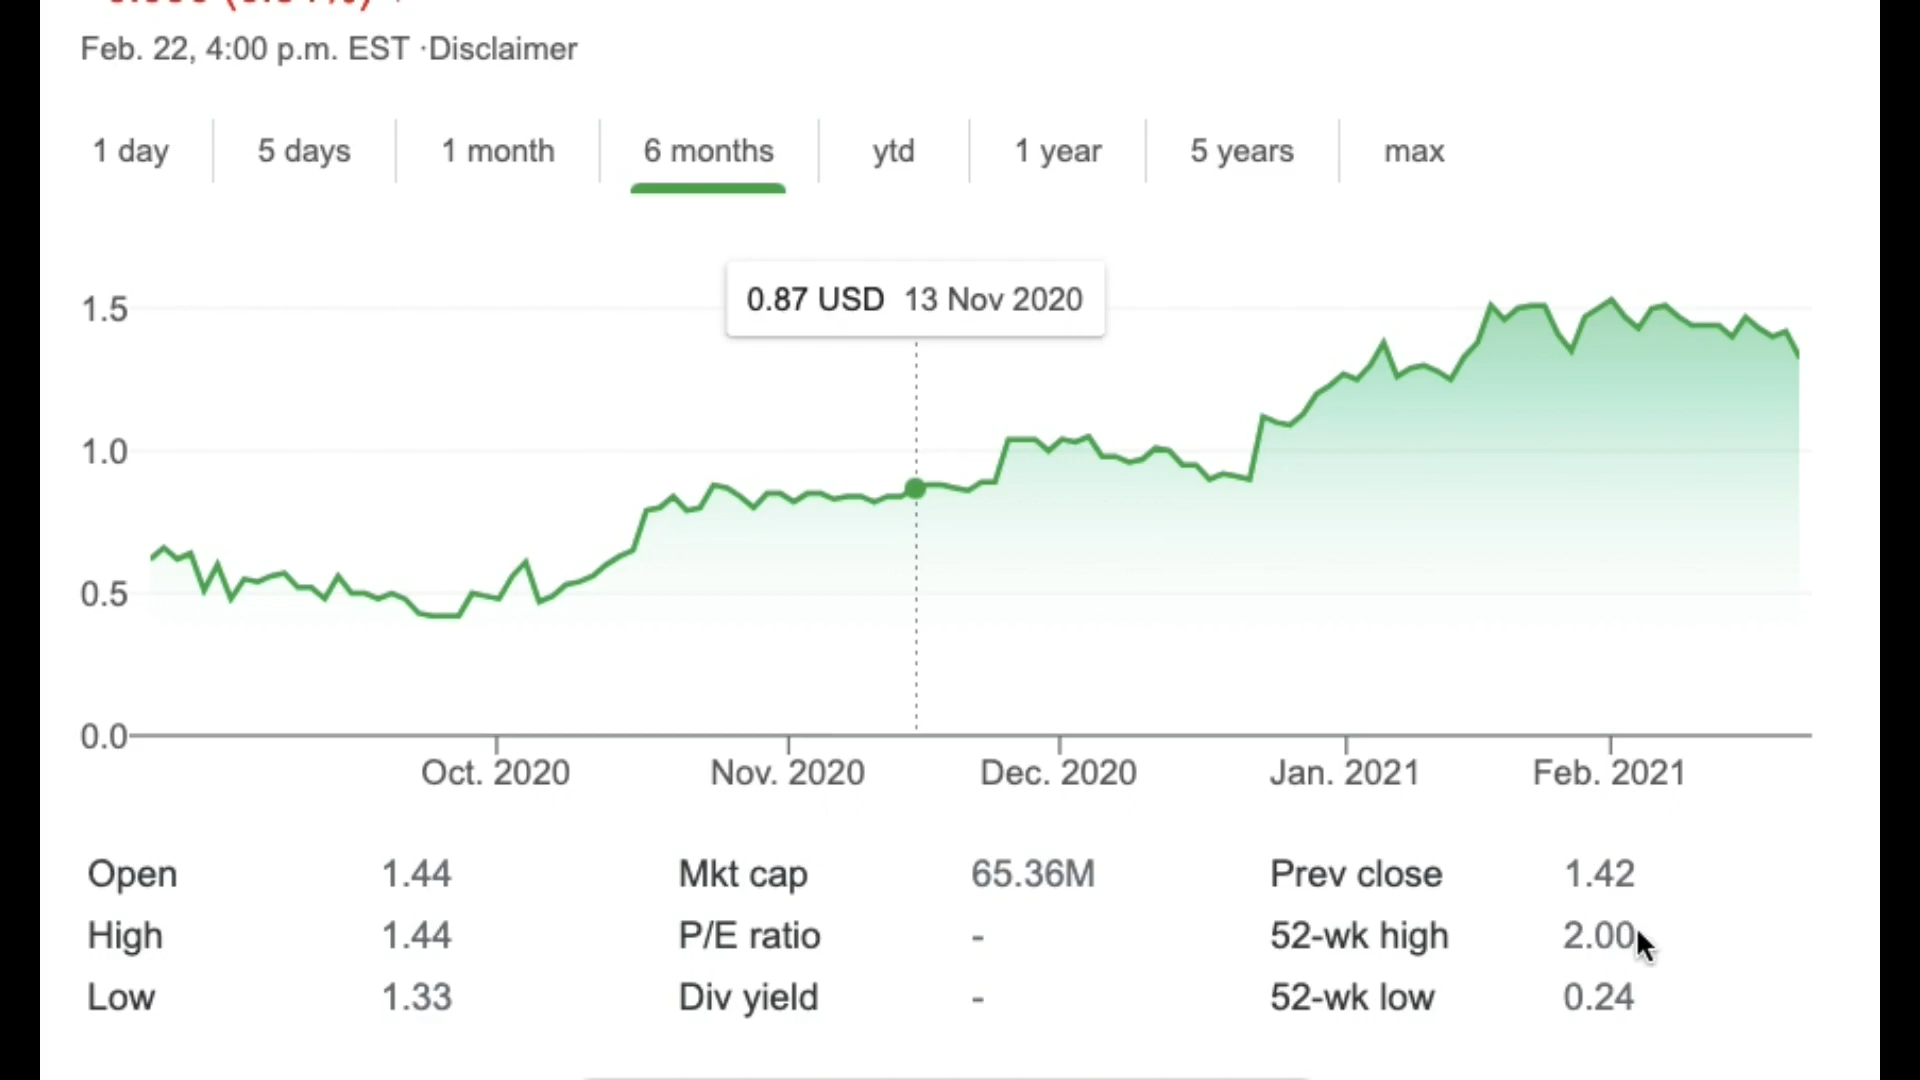 Feb. 22, 4:00 p.m. EST ·Disclaimer
1 day 5 days 1 month 6 months ytd 1 year 5 years max
0.87 USD 13 Nov 2020
1.5
1.0
0.5
0.0
Oct. 2020 Nov. 2020 Dec. 2020 Jan. 2021 Feb. 2021
Open 1.44 Mkt cap 65.36M Prev close 1.42
High 1.44 P/E ratio - 52-wk high 2.00
Low 1.33 Div yield - 52-wk low 0.24